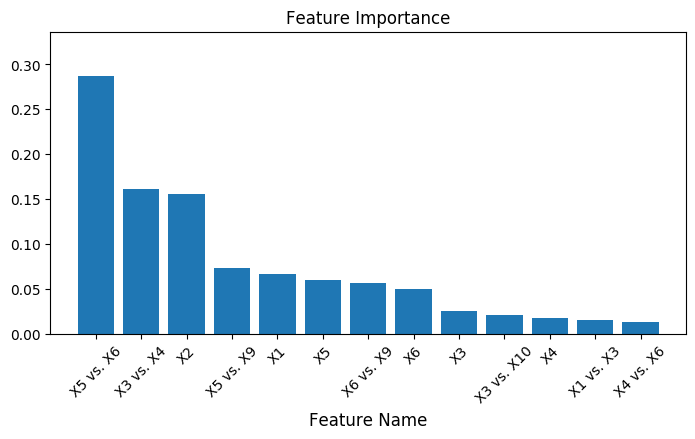 Feature Importance
0.30
0.25
0.20
0.15
0.10
0.05
0.00
X5 vs. X6
X3 vs. X4
X2
X5 vs. X9
X1
X5
X6 vs. X9
X6
X3
X3 vs. X10
X4
X1 vs. X3
X4 vs. X6
Feature Name